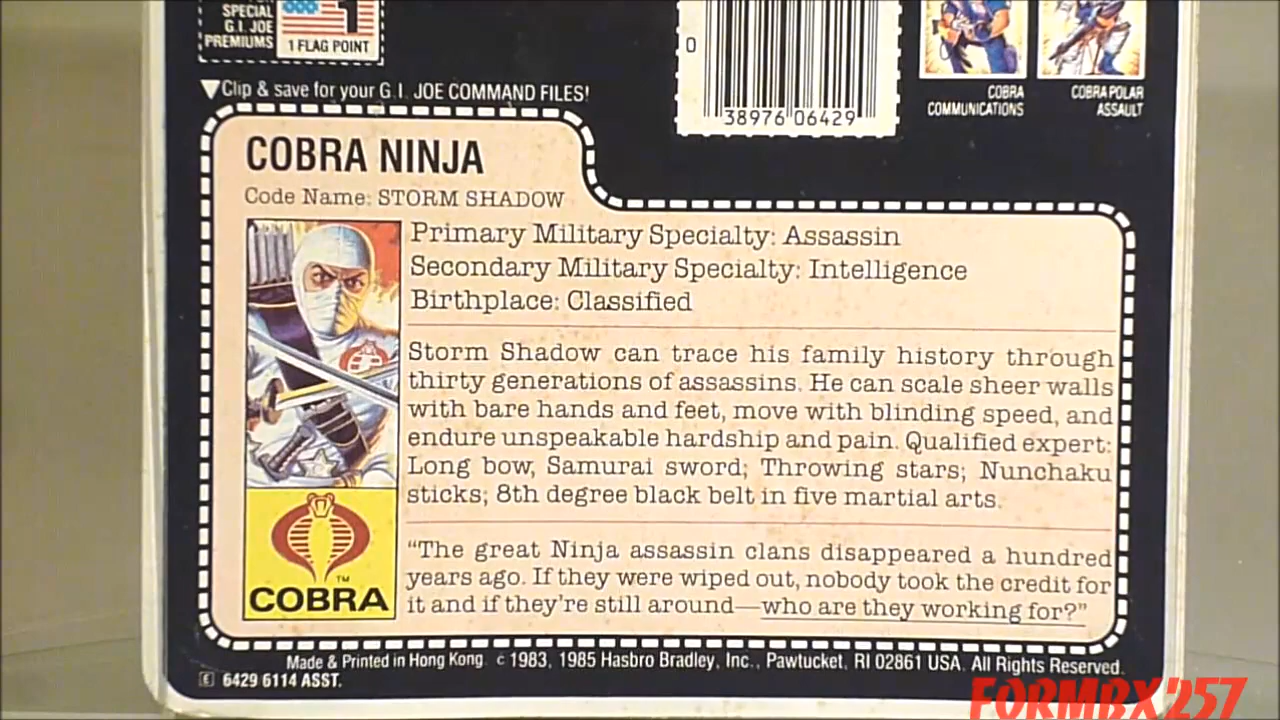 SPECIAL
G.I. JOE
PREMIUMS
1
1 FLAG POINT
0
38976 06429
COBRA
COMMUNICATIONS
COBRA POLAR
ASSAULT
▼Clip & save for your G.I. JOE COMMAND FILES!
COBRA NINJA
Code Name: STORM SHADOW
Primary Military Specialty: Assassin
Secondary Military Specialty: Intelligence
Birthplace: Classified
Storm Shadow can trace his family history through
thirty generations of assassins. He can scale sheer walls
with bare hands and feet, move with blinding speed, and
endure unspeakable hardship and pain. Qualified expert:
Long bow, Samurai sword; Throwing stars; Nunchaku
sticks; 8th degree black belt in five martial arts.
"The great Ninja assassin clans disappeared a hundred
years ago. If they were wiped out, nobody took the credit for
it and if they're still around—who are they working for?"
TM
COBRA
Made & Printed in Hong Kong. c 1983, 1985 Hasbro Bradley, Inc., Pawtucket, RI 02861 USA. All Rights Reserved.
E 6429 6114 ASST.
FORMBX257